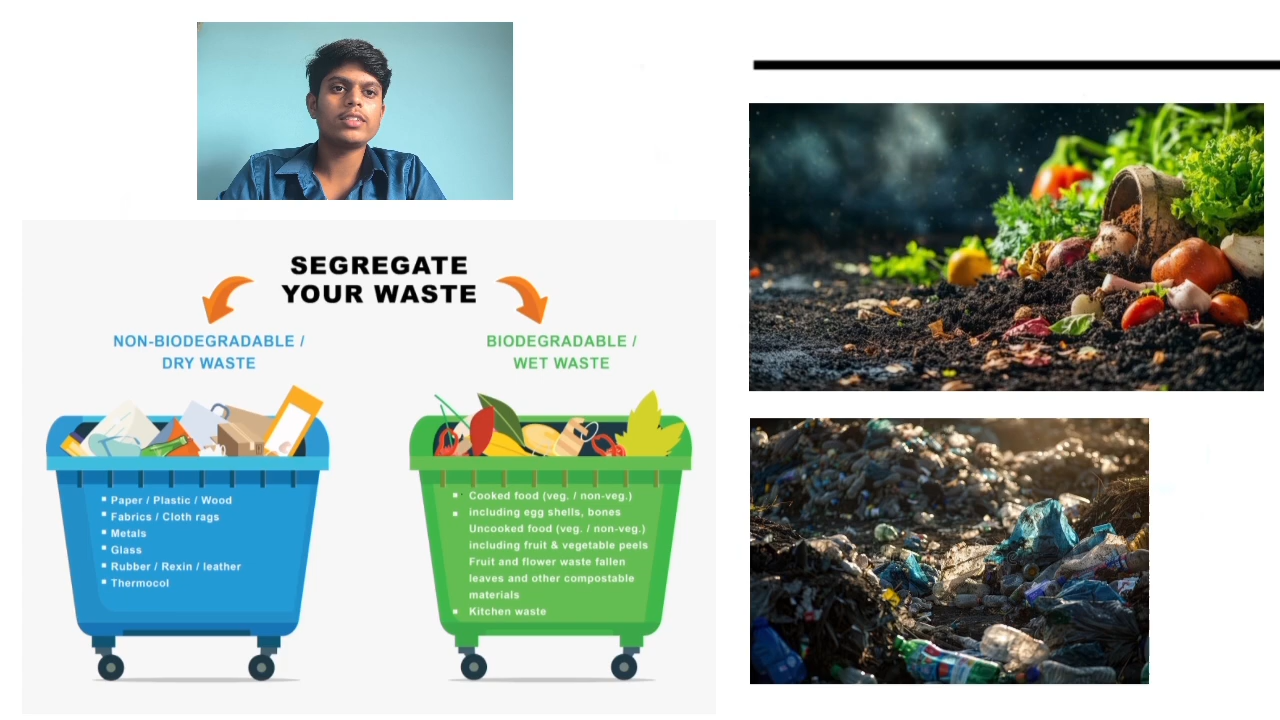 SEGREGATE
YOUR WASTE
NON-BIODEGRADABLE /
DRY WASTE
BIODEGRADABLE /
WET WASTE
Paper / Plastic / Wood
Fabrics / Cloth rags
Metals
Glass
Rubber / Rexin / leather
Thermocol
Cooked food (veg. / non-veg.)
including egg shells, bones
Uncooked food (veg. / non-veg.)
including fruit & vegetable peels
Fruit and flower waste fallen
leaves and other compostable
materials
Kitchen waste